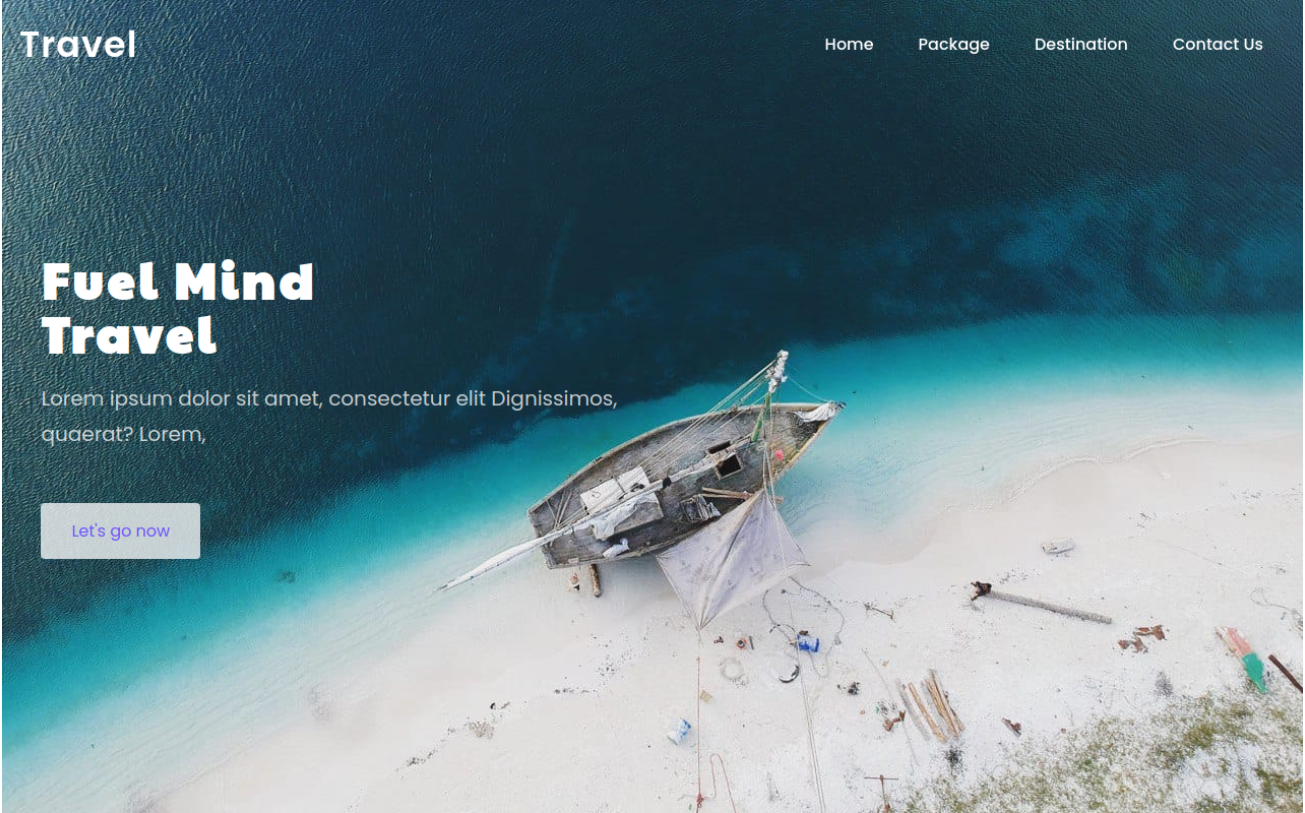 Travel
Home Package Destination Contact Us
Fuel Mind
Travel
Lorem ipsum dolor sit amet, consectetur elit Dignissimos,
quaerat? Lorem,
Let's go now